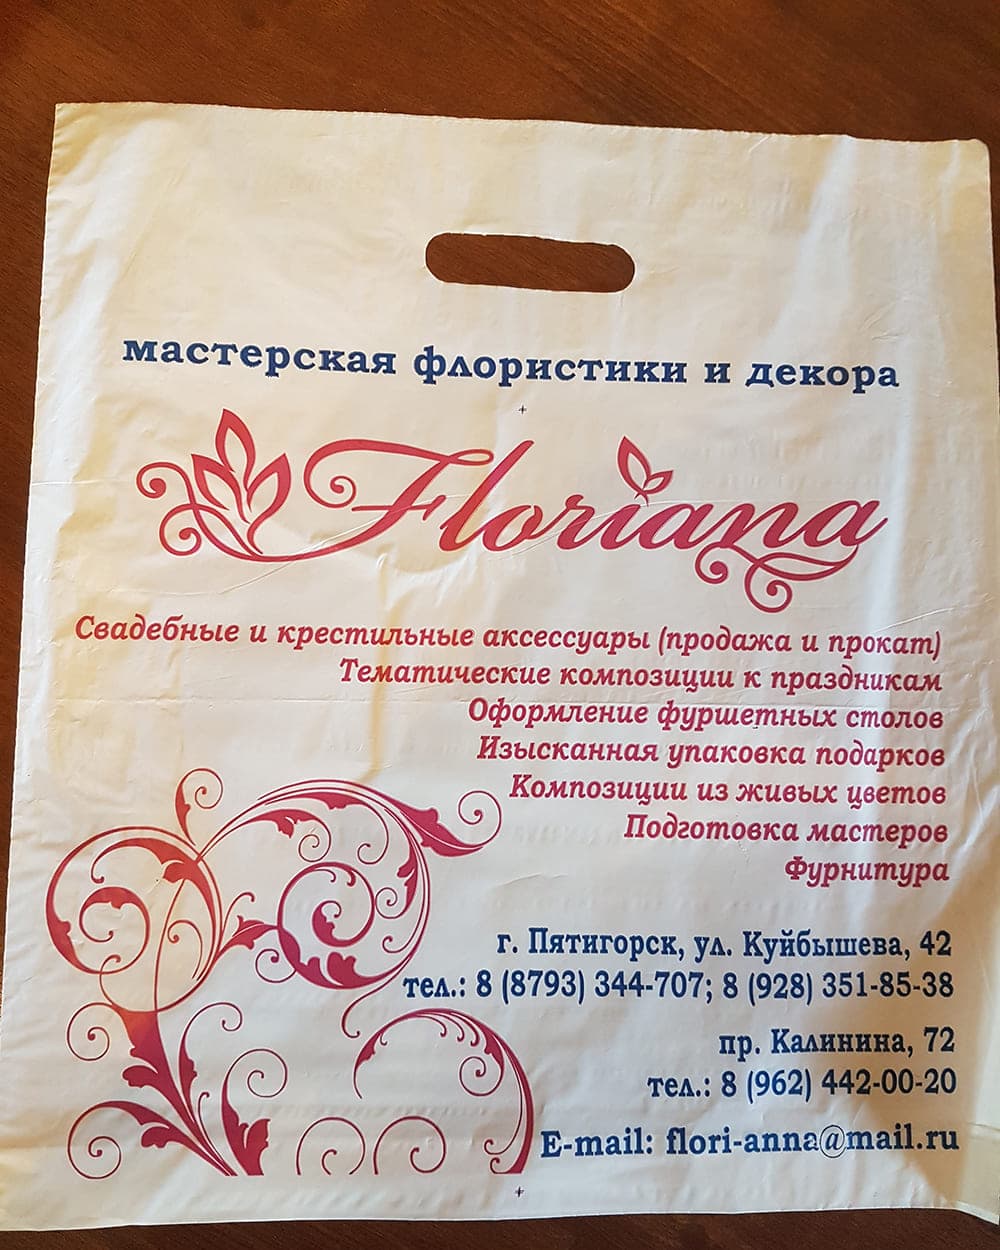 мастерская флористики и декора
Floriana
Свадебные и крестильные аксессуары (продажа и прокат)
Тематические композиции к праздникам
Оформление фуршетных столов
Изысканная упаковка подарков
Композиции из живых цветов
Подготовка мастеров
Фурнитура
г. Пятигорск, ул. Куйбышева, 42
тел.: 8 (8793) 344-707; 8 (928) 351-85-38
пр. Калинина, 72
тел.: 8 (962) 442-00-20
E-mail: flori-anna@mail.ru